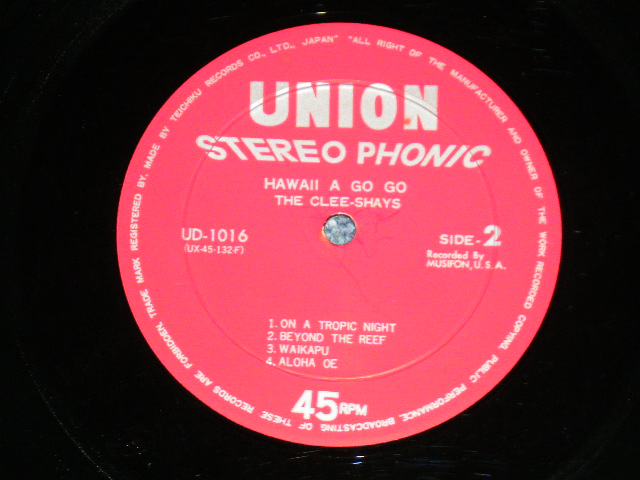 UNION
STEREO PHONIC
HAWAII A GO GO
THE CLEE-SHAYS
UD-1016
(UX-45-132-F)
SIDE-2
Recorded By
MUSIFON, U.S.A.
1. ON A TROPIC NIGHT
2. BEYOND THE REEF
3. WAIKAPU
4. ALOHA OE
45 RPM
TRADE MARK REGISTERED BY, MADE BY TEICHIKU RECORDS CO., LTD., JAPAN" "ALL RIGHT OF THE MANUFACTURER AND OWNER OF THE WORK RECORDED COPYING, PUBLIC PERFORMANCE, BROADCASTING OF THESE RECORDS ARE FORBIDDEN,